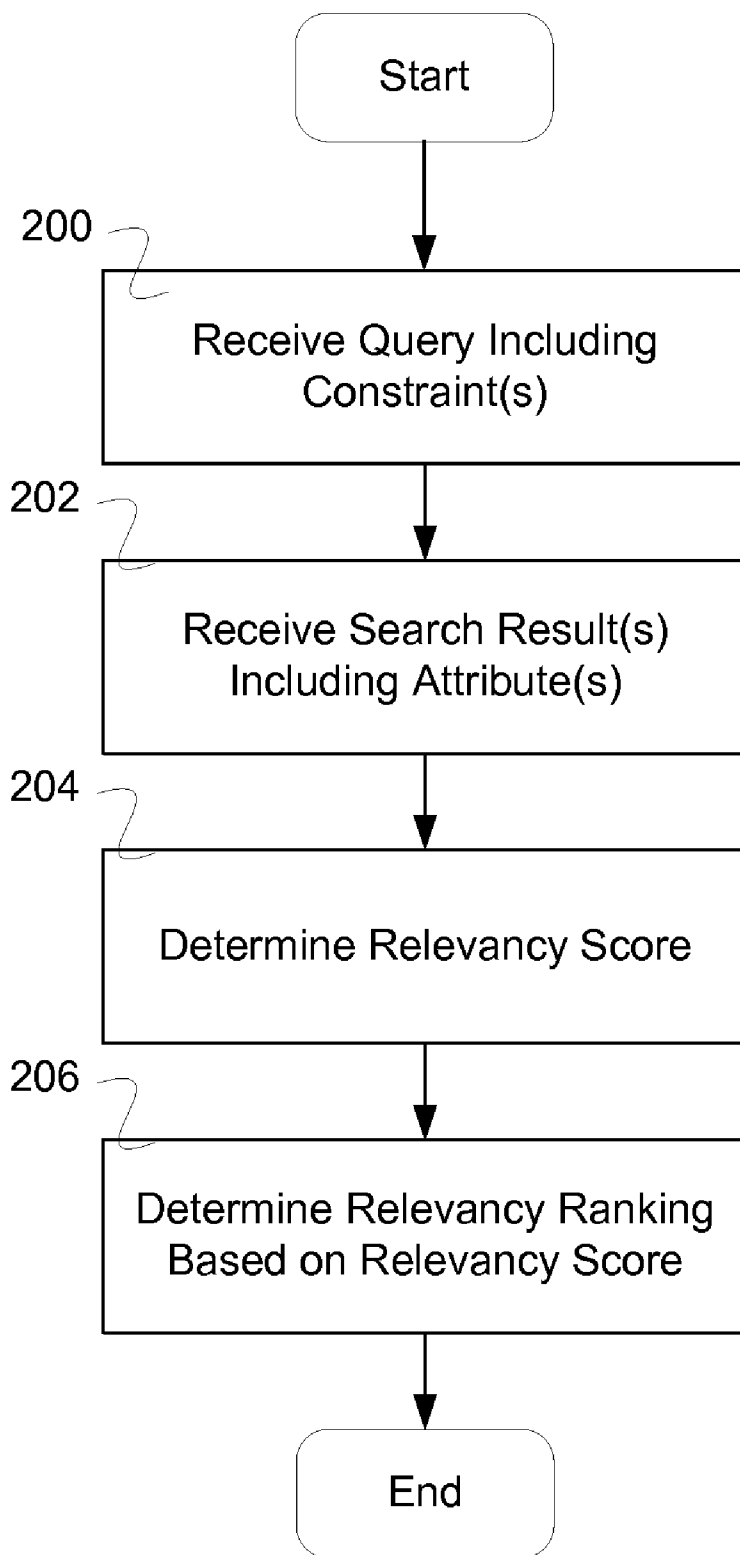 Start
200
Receive Query Including
Constraint(s)
202
Receive Search Result(s)
Including Attribute(s)
204
Determine Relevancy Score
206
Determine Relevancy Ranking
Based on Relevancy Score
End